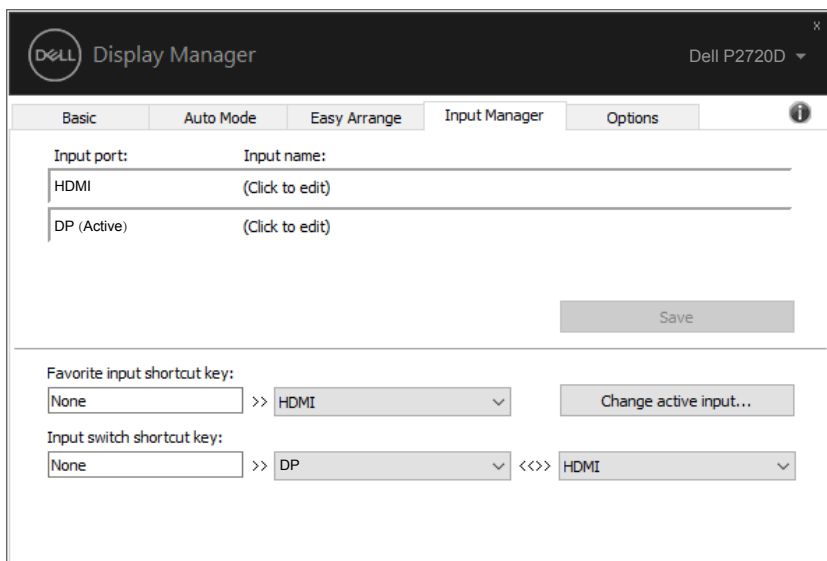 x
DELL Display Manager Dell P2720D
Basic Auto Mode Easy Arrange Input Manager Options i
Input port: Input name:
HDMI (Click to edit)
DP (Active) (Click to edit)
Save
Favorite input shortcut key:
None >> HDMI Change active input...
Input switch shortcut key:
None >> DP <<>> HDMI